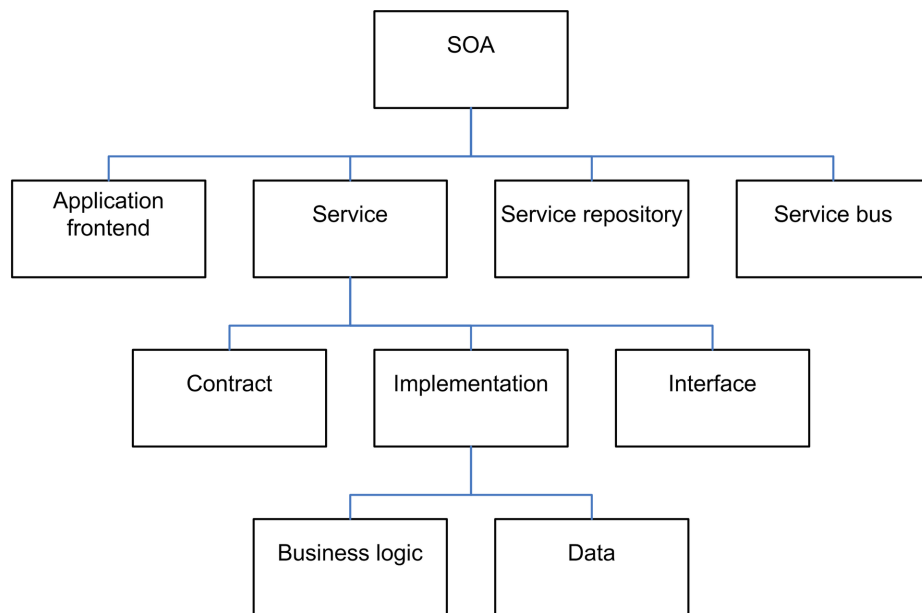 SOA
Application
frontend
Service
Service repository
Service bus
Contract
Implementation
Interface
Business logic
Data